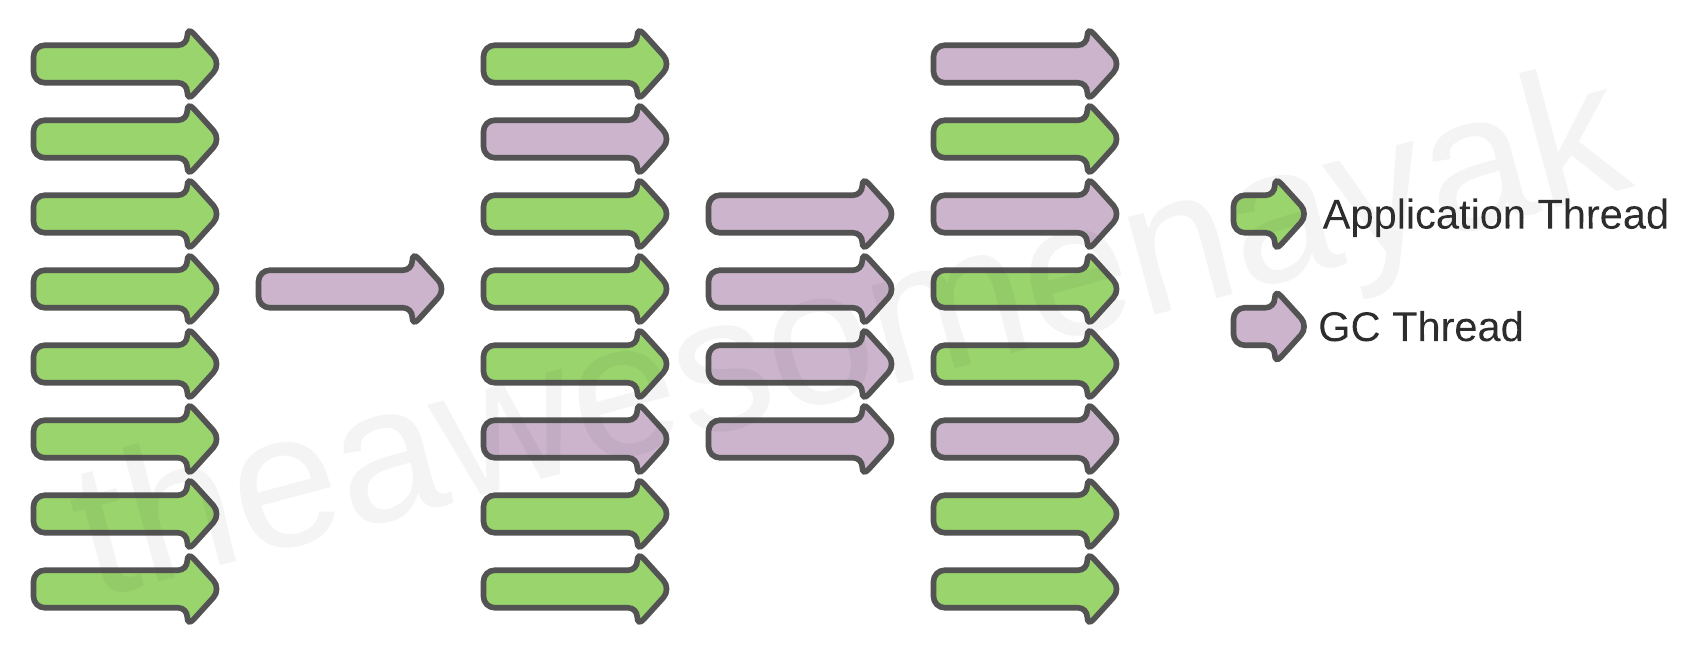 Application Thread
GC Thread
theawesomenayak